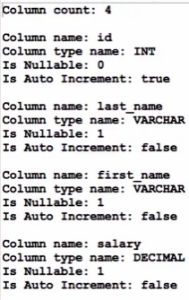 Column count: 4
Column name: id
Column type name: INT
Is Nullable: 0
Is Auto Increment: true
Column name: last_name
Column type name: VARCHAR
Is Nullable: 1
Is Auto Increment: false
Column name: first_name
Column type name: VARCHAR
Is Nullable: 1
Is Auto Increment: false
Column name: salary
Column type name: DECIMAL
Is Nullable: 1
Is Auto Increment: false